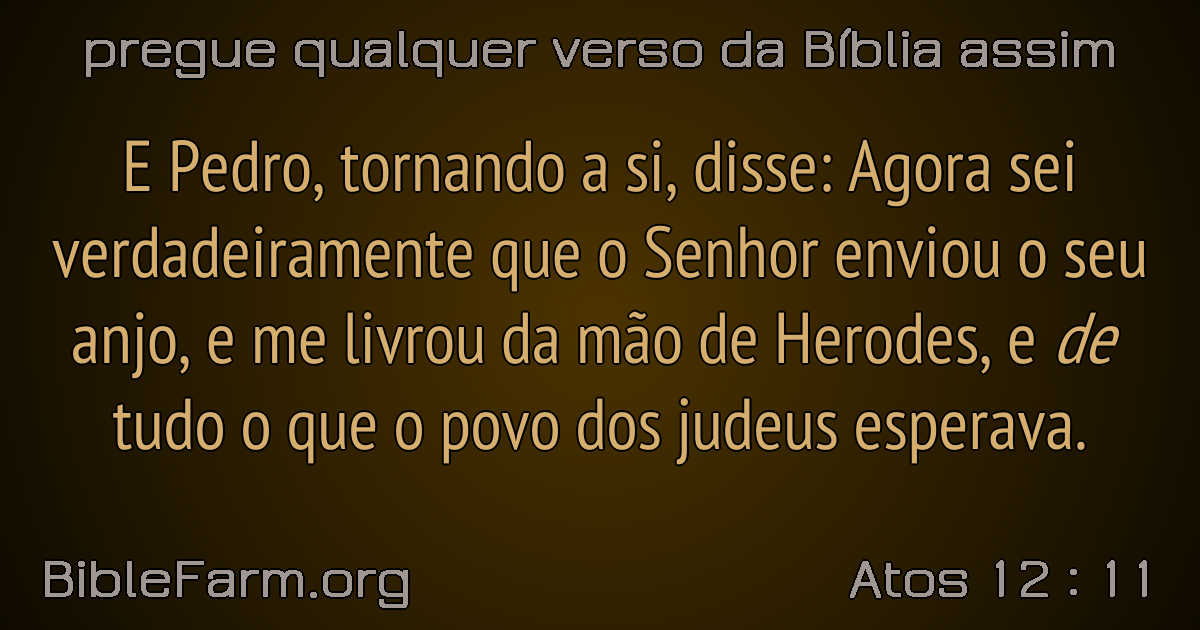 pregue qualquer verso da Bíblia assim
E Pedro, tornando a si, disse: Agora sei
verdadeiramente que o Senhor enviou o seu
anjo, e me livrou da mão de Herodes, e de
tudo o que o povo dos judeus esperava.
BibleFarm.org
Atos 12 : 11